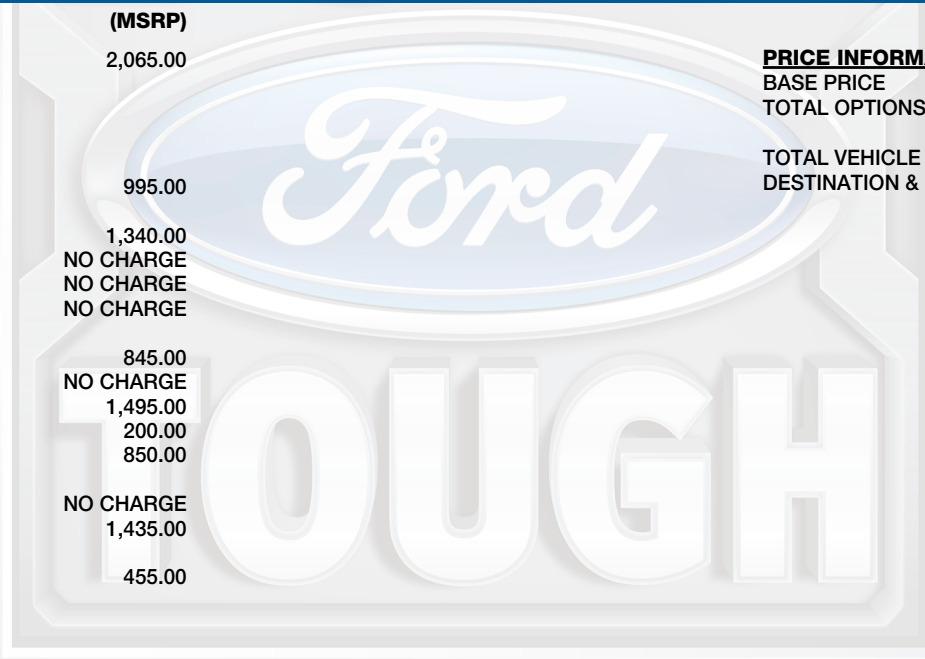 (MSRP)
2,065.00
995.00
1,340.00
NO CHARGE
NO CHARGE
NO CHARGE
845.00
NO CHARGE
1,495.00
200.00
850.00
NO CHARGE
1,435.00
455.00
PRICE INFORMA
BASE PRICE
TOTAL OPTIONS
TOTAL VEHICLE
DESTINATION &
Ford
TOUGH